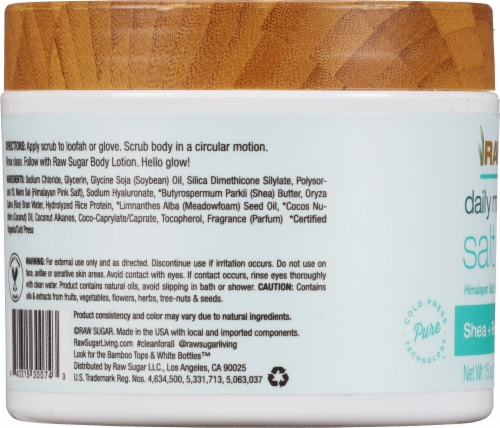 DIRECTIONS: Apply scrub to loofah or glove. Scrub body in a circular motion.
Rinse clean. Follow with Raw Sugar Body Lotion. Hello glow!
INGREDIENTS: Sodium Chloride, Glycerin, Glycine Soja (Soybean) Oil, Silica Dimethicone Silylate, Polysor-
Maris Sal (Himalayan Pink Salt), Sodium Hyaluronate, *Butyrospermum Parkii (Shea) Butter, Oryza
Bran Water, Hydrolyzed Rice Protein, *Limnanthes Alba (Meadowfoam) Seed Oil, *Cocos Nu-
(Coconut) Oil, Coconut Alkanes, Coco-Caprylate/Caprate, Tocopherol, Fragrance (Parfum) *Certified
Organic/Cold Press
WARNING: For external use only and as directed. Discontinue use if irritation occurs. Do not use on
face, or sensitive skin areas. Avoid contact with eyes. If contact occurs, rinse eyes thoroughly
with clean water. Product contains natural oils, avoid slipping in bath or shower. CAUTION: Contains
oils & extracts from fruits, vegetables, flowers, herbs, tree-nuts & seeds.
Product consistency and color may vary due to natural ingredients.
©RAW SUGAR. Made in the USA with local and imported components.
RawSugarLiving.com #cleanforall @rawsugarliving
Look for the Bamboo Tops & White Bottles™
Distributed by Raw Sugar LLC., Los Angeles, CA 90025
U.S. Trademark Reg. Nos. 4,634,500, 5,331,713, 5,063,037
30074 3
RA
daily m
salt
Himalayan Sal
COLD PRESS
Pure
TECHNOLOGY
Shea +
Net Wt 15